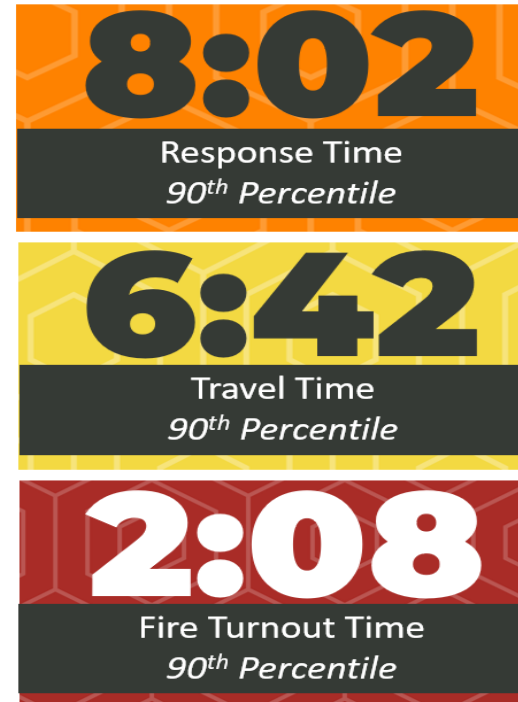 8:02
Response Time
90th Percentile
6:42
Travel Time
90th Percentile
2:08
Fire Turnout Time
90th Percentile